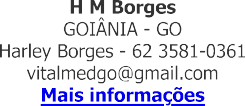 H M Borges
GOIÂNIA - GO
Harley Borges - 62 3581-0361
vitalmedgo@gmail.com
Mais informações